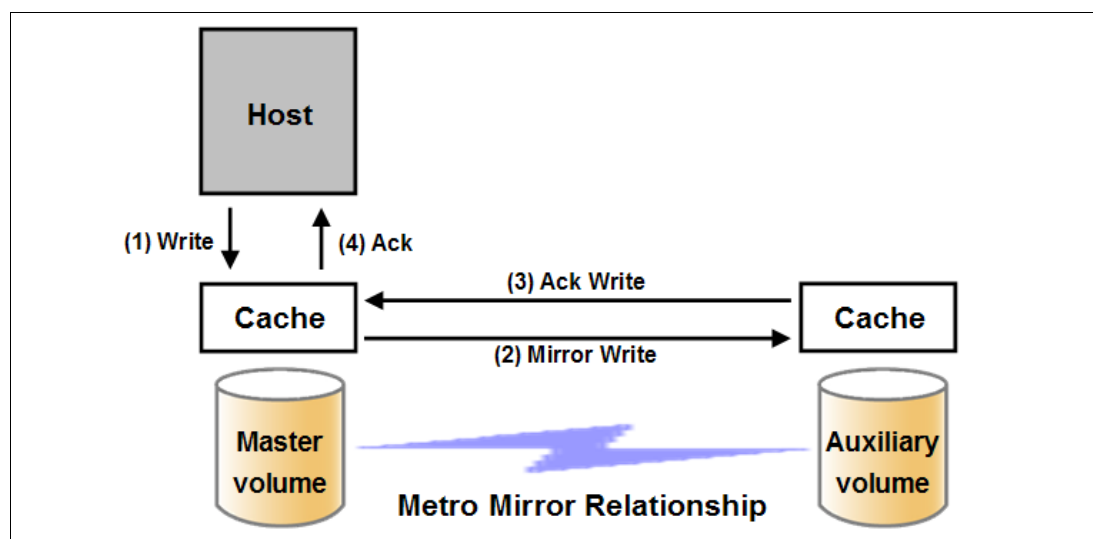 Host
(1) Write
(4) Ack
(3) Ack Write
Cache
Cache
(2) Mirror Write
Master
volume
Auxiliary
volume
Metro Mirror Relationship